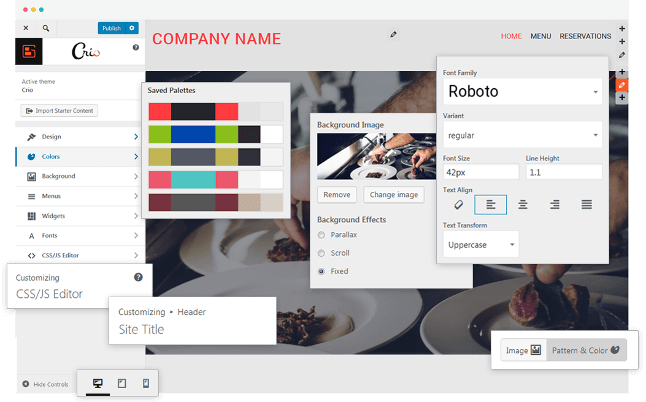 Publish
COMPANY NAME
HOME
MENU
RESERVATIONS
Crio
Active theme
Crio
Import Starter Content
Design
Colors
Background
Menus
Widgets
Fonts
CSS/JS Editor
Saved Palettes
Background Image
Remove
Change image
Background Effects
Parallax
Scroll
Fixed
Font Family
Roboto
Variant
regular
Font Size
Line Height
42px
1.1
Text Align
Text Transform
Uppercase
Customizing
CSS/JS Editor
Customizing • Header
Site Title
Image
Pattern & Color
Hide Controls